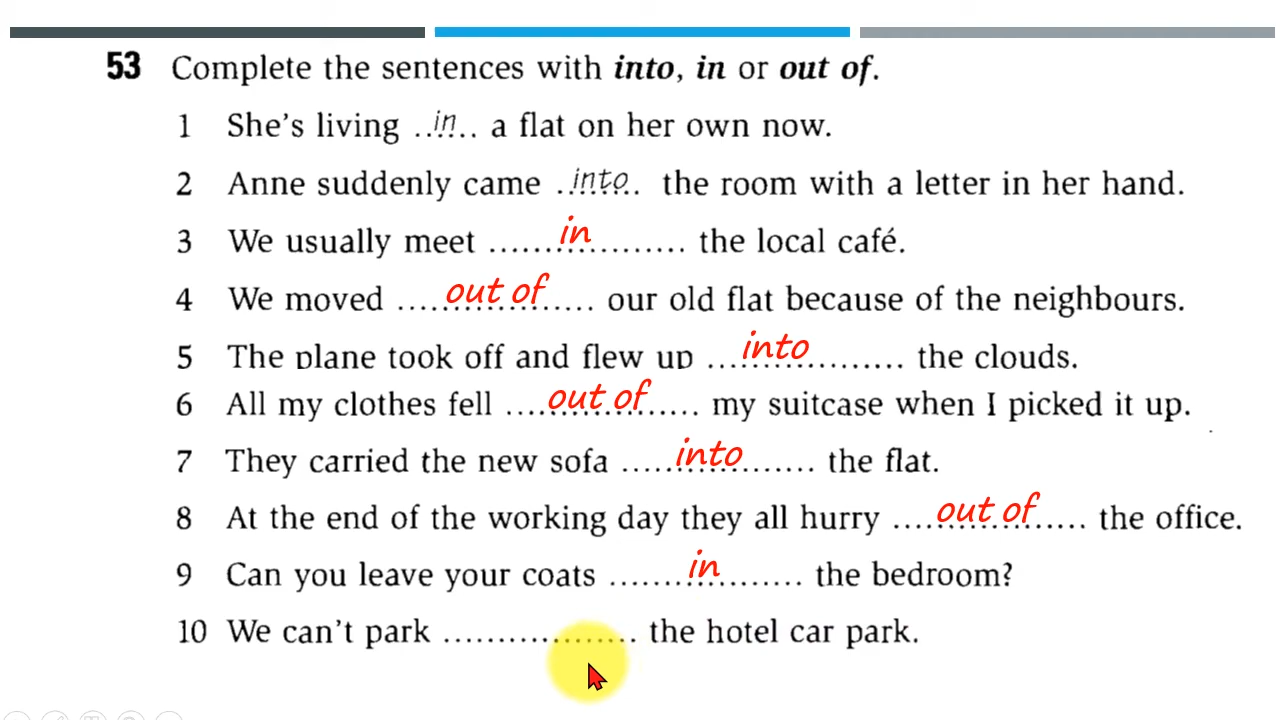 53 Complete the sentences with into, in or out of.
1 She's living ..in.. a flat on her own now.
2 Anne suddenly came ..into.. the room with a letter in her hand.
3 We usually meet ........in.......... the local café.
4 We moved ....out of..... our old flat because of the neighbours.
5 The plane took off and flew up ....into......... the clouds.
6 All my clothes fell ....out of..... my suitcase when I picked it up.
7 They carried the new sofa .....into....... the flat.
8 At the end of the working day they all hurry ....out of..... the office.
9 Can you leave your coats ........in......... the bedroom?
10 We can't park ..................... the hotel car park.